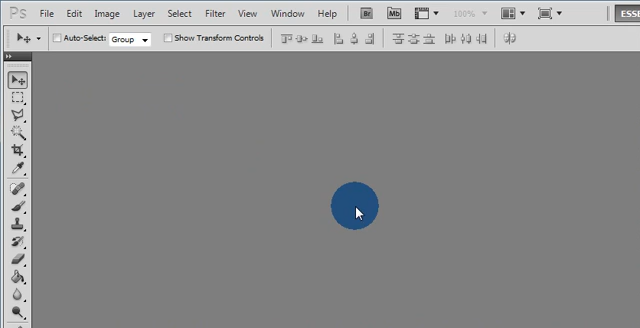 Ps File Edit Image Layer Select Filter View Window Help Br Mb 100% ESSE
Auto-Select: Group Show Transform Controls